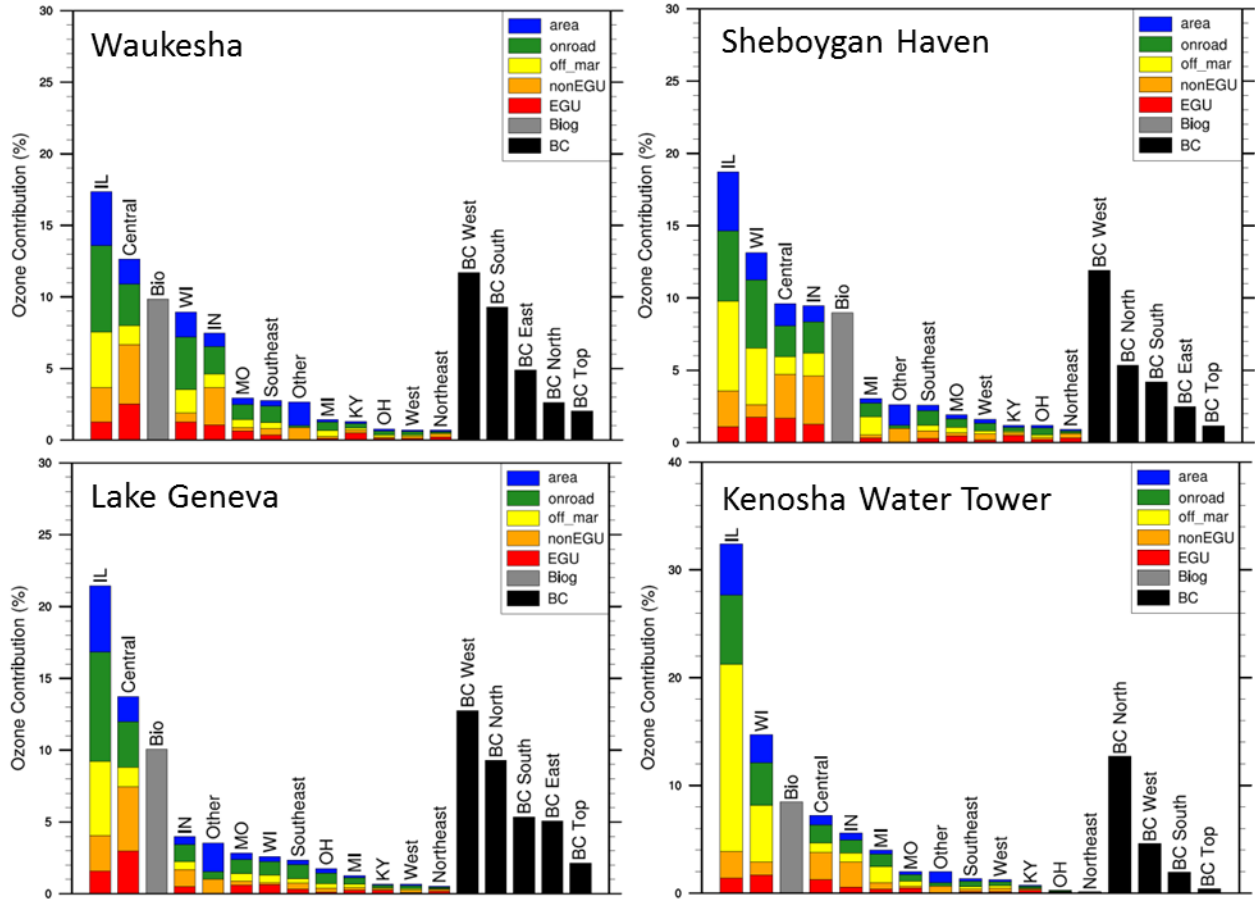 Waukesha
Ozone Contribution (%)
30
25
20
15
10
5
0
area
onroad
off_mar
nonEGU
EGU
Biog
BC
IL
Central
Bio
WI
IN
MO
Southeast
Other
MI
KY
OH
West
Northeast
BC West
BC South
BC East
BC North
BC Top
Sheboygan Haven
Ozone Contribution (%)
30
25
20
15
10
5
0
area
onroad
off_mar
nonEGU
EGU
Biog
BC
IL
WI
Central
IN
Bio
MI
Other
Southeast
MO
West
KY
OH
Northeast
BC West
BC North
BC South
BC East
BC Top
Lake Geneva
Ozone Contribution (%)
30
25
20
15
10
5
0
area
onroad
off_mar
nonEGU
EGU
Biog
BC
IL
Central
Bio
IN
Other
MO
WI
Southeast
OH
MI
KY
West
Northeast
BC West
BC North
BC South
BC East
BC Top
Kenosha Water Tower
Ozone Contribution (%)
40
30
20
10
0
area
onroad
off_mar
nonEGU
EGU
Biog
BC
IL
WI
Bio
Central
IN
MI
MO
Other
Southeast
West
KY
OH
Northeast
BC North
BC West
BC South
BC Top